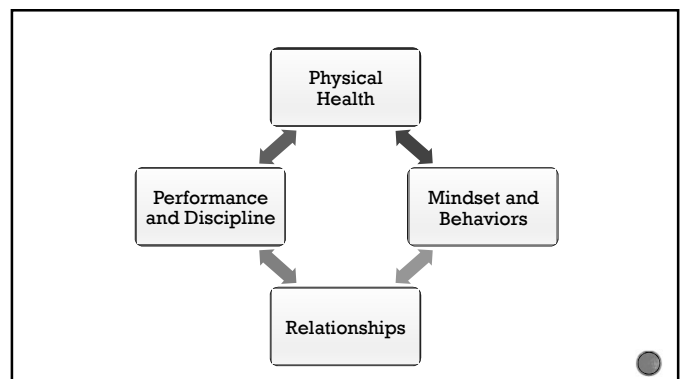 Physical
Health
Performance
and Discipline
Mindset and
Behaviors
Relationships